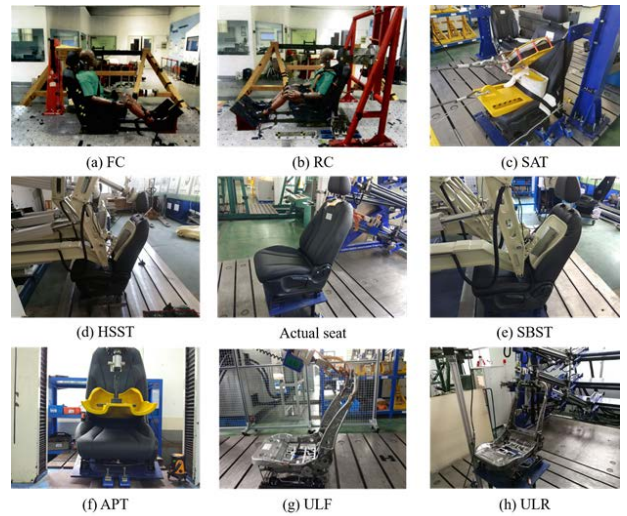 (a) FC
(b) RC
(c) SAT
(d) HSST
Actual seat
(e) SBST
(f) APT
(g) ULF
(h) ULR